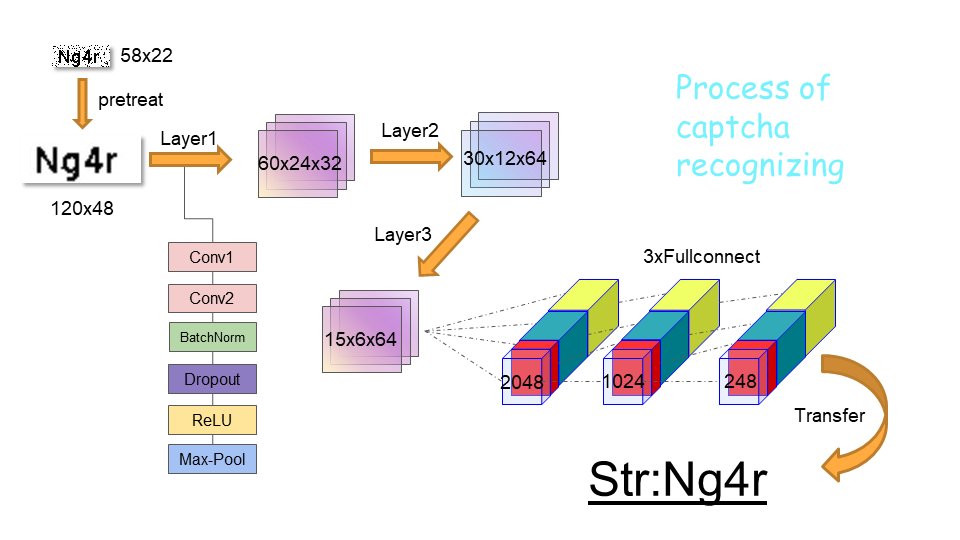 Ng4r
58x22
pretreat
Ng4r
120x48
Layer1
60x24x32
Layer2
30x12x64
Process of
captcha
recognizing
Conv1
Conv2
BatchNorm
Dropout
ReLU
Max-Pool
Layer3
15x6x64
3xFullconnect
2048
1024
248
Transfer
Str:Ng4r